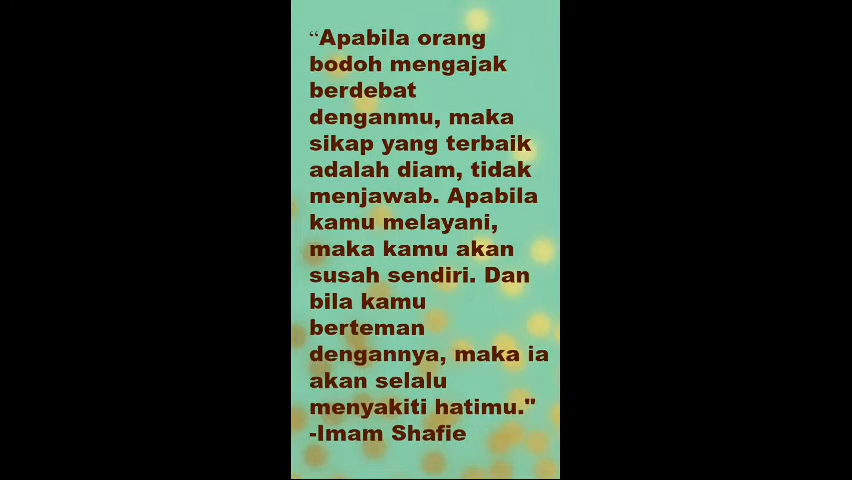 “Apabila orang
bodoh mengajak
berdebat
denganmu, maka
sikap yang terbaik
adalah diam, tidak
menjawab. Apabila
kamu melayani,
maka kamu akan
susah sendiri. Dan
bila kamu
berteman
dengannya, maka ia
akan selalu
menyakiti hatimu."
-Imam Shafie